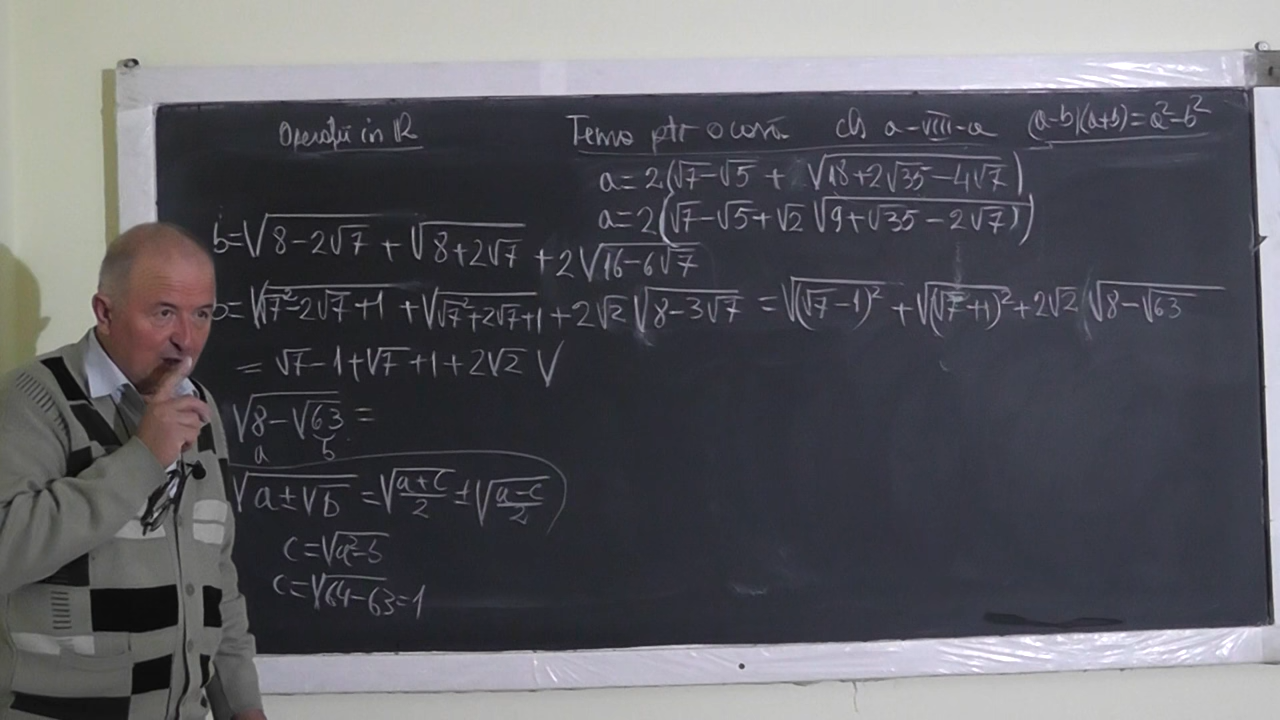 Operații in R
Temă ptr acasă cls a-VIII-a (a-b)(a+b)=a²-b²
a=2(√7-√5+√(18+2√35-4√7))
a=2(√7-√5+√2√(9+√35-2√7))
b=√(8-2√7)+√(8+2√7)+2√(16-6√7)
b=√(√7²-2√7+1)+√(√7²+2√7+1)+2√2√(8-3√7)=√((√7-1)²)+√((√7+1)²)+2√2√(8-√63)
=√7-1+√7+1+2√2√
√(8-√63)=
a b
√(a±√b)=√((a+c)/2)±√((a-c)/2)
c=√(a²-b)
c=√(64-63)=1